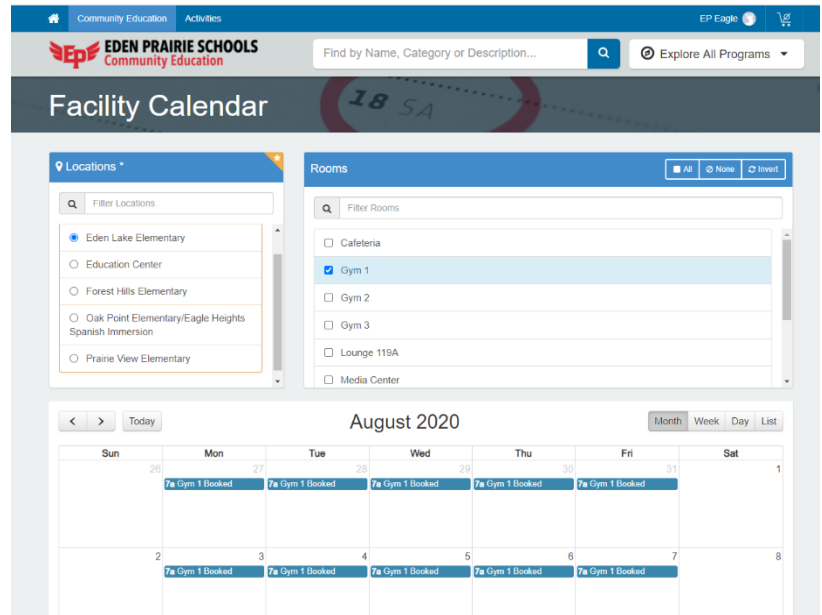 Community Education
Activities
EP Eagle
Ep EDEN PRAIRIE SCHOOLS
Community Education
Find by Name, Category or Description...
Explore All Programs
Facility Calendar
18 SA
Locations *
Filter Locations
Eden Lake Elementary
Education Center
Forest Hills Elementary
Oak Point Elementary/Eagle Heights
Spanish Immersion
Prairie View Elementary
Rooms
All None Invert
Filter Rooms
Cafeteria
Gym 1
Gym 2
Gym 3
Lounge 119A
Media Center
Today
August 2020
Month Week Day List
Sun Mon Tue Wed Thu Fri Sat
26 27 28 29 30 31 1
7a Gym 1 Booked 7a Gym 1 Booked 7a Gym 1 Booked 7a Gym 1 Booked 7a Gym 1 Booked
2 3 4 5 6 7 8
7a Gym 1 Booked 7a Gym 1 Booked 7a Gym 1 Booked 7a Gym 1 Booked 7a Gym 1 Booked